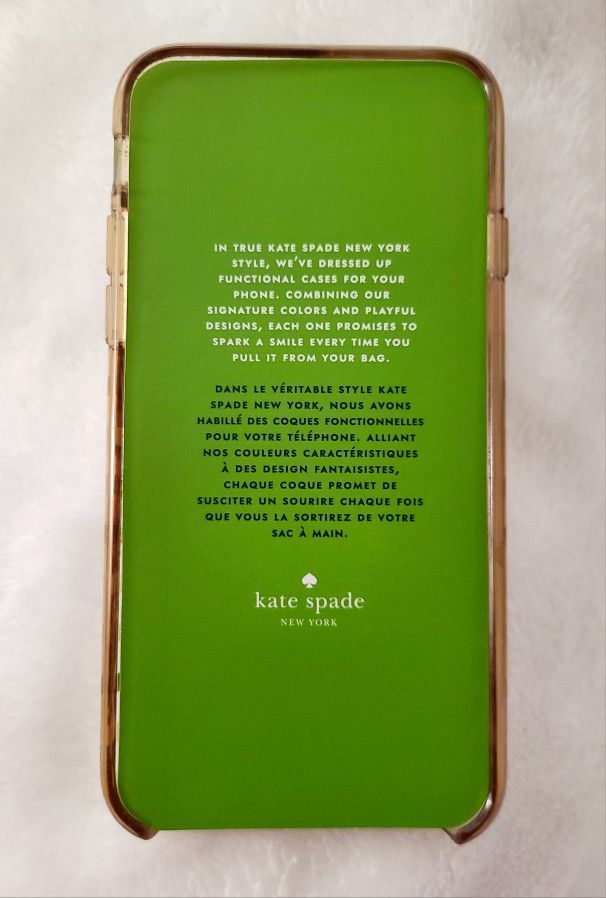 IN TRUE KATE SPADE NEW YORK
STYLE, WE'VE DRESSED UP
FUNCTIONAL CASES FOR YOUR
PHONE. COMBINING OUR
SIGNATURE COLORS AND PLAYFUL
DESIGNS, EACH ONE PROMISES TO
SPARK A SMILE EVERY TIME YOU
PULL IT FROM YOUR BAG.
DANS LE VÉRITABLE STYLE KATE
SPADE NEW YORK, NOUS AVONS
HABILLÉ DES COQUES FONCTIONNELLES
POUR VOTRE TÉLÉPHONE. ALLIANT
NOS COULEURS CARACTÉRISTIQUES
À DES DESIGN FANTAISISTES,
CHAQUE COQUE PROMET DE
SUSCITER UN SOURIRE CHAQUE FOIS
QUE VOUS LA SORTIREZ DE VOTRE
SAC À MAIN.
kate spade
NEW YORK